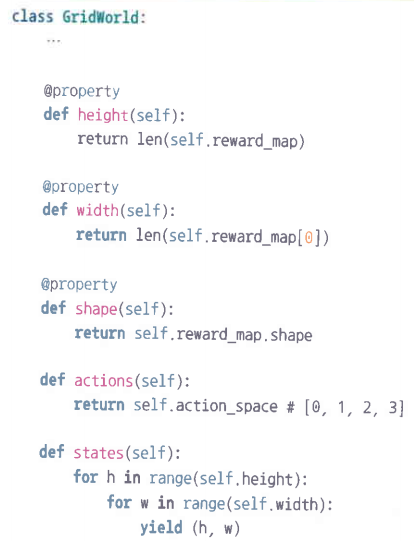 class GridWorld:
    ...

    @property
    def height(self):
        return len(self.reward_map)

    @property
    def width(self):
        return len(self.reward_map[0])

    @property
    def shape(self):
        return self.reward_map.shape

    def actions(self):
        return self.action_space # [0, 1, 2, 3]

    def states(self):
        for h in range(self.height):
            for w in range(self.width):
                yield (h, w)